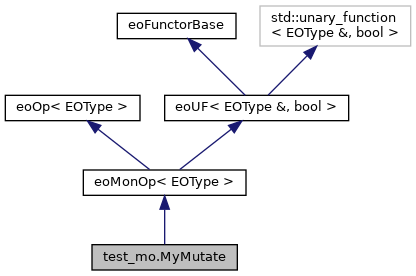 eoFunctorBase
std::unary_function
< EOType &, bool >
eoOp< EOType >
eoUF< EOType &, bool >
eoMonOp< EOType >
test_mo.MyMutate